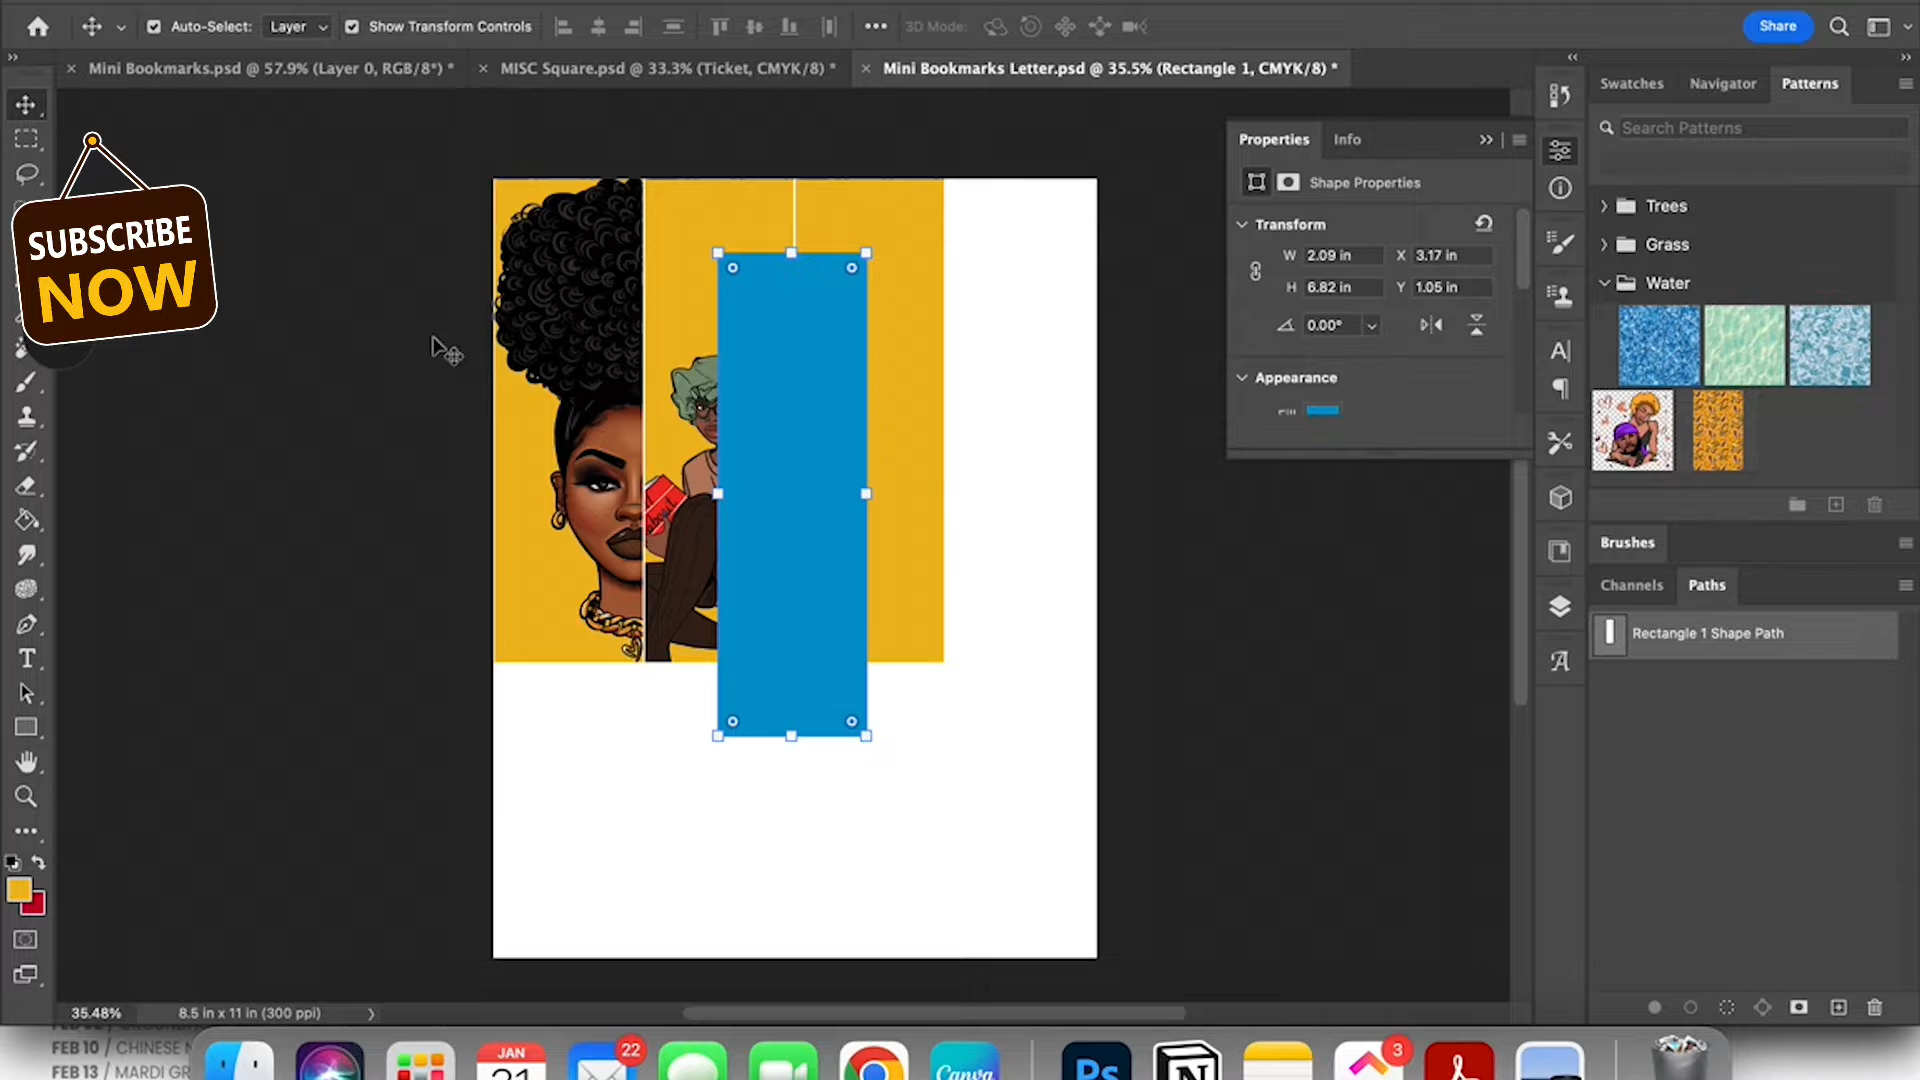 Auto-Select: Layer Show Transform Controls 3D Mode: Share
Mini Bookmarks.psd @ 57.9% (Layer 0, RGB/8*) *
MISC Square.psd @ 33.3% (Ticket, CMYK/8) *
Mini Bookmarks Letter.psd @ 35.5% (Rectangle 1, CMYK/8) *
SUBSCRIBE
NOW
about
Properties Info
Shape Properties
Transform
W 2.09 in X 3.17 in
H 6.82 in Y 1.05 in
0.00°
Appearance
Swatches Navigator Patterns
Search Patterns
Trees
Grass
Water
Brushes
Channels Paths
Rectangle 1 Shape Path
35.48% 8.5 in x 11 in (300 ppi)
FEB 10 / CHINESE N
FEB 13 / MARDI GR
JAN
21
22
Canva
Ps
N
3